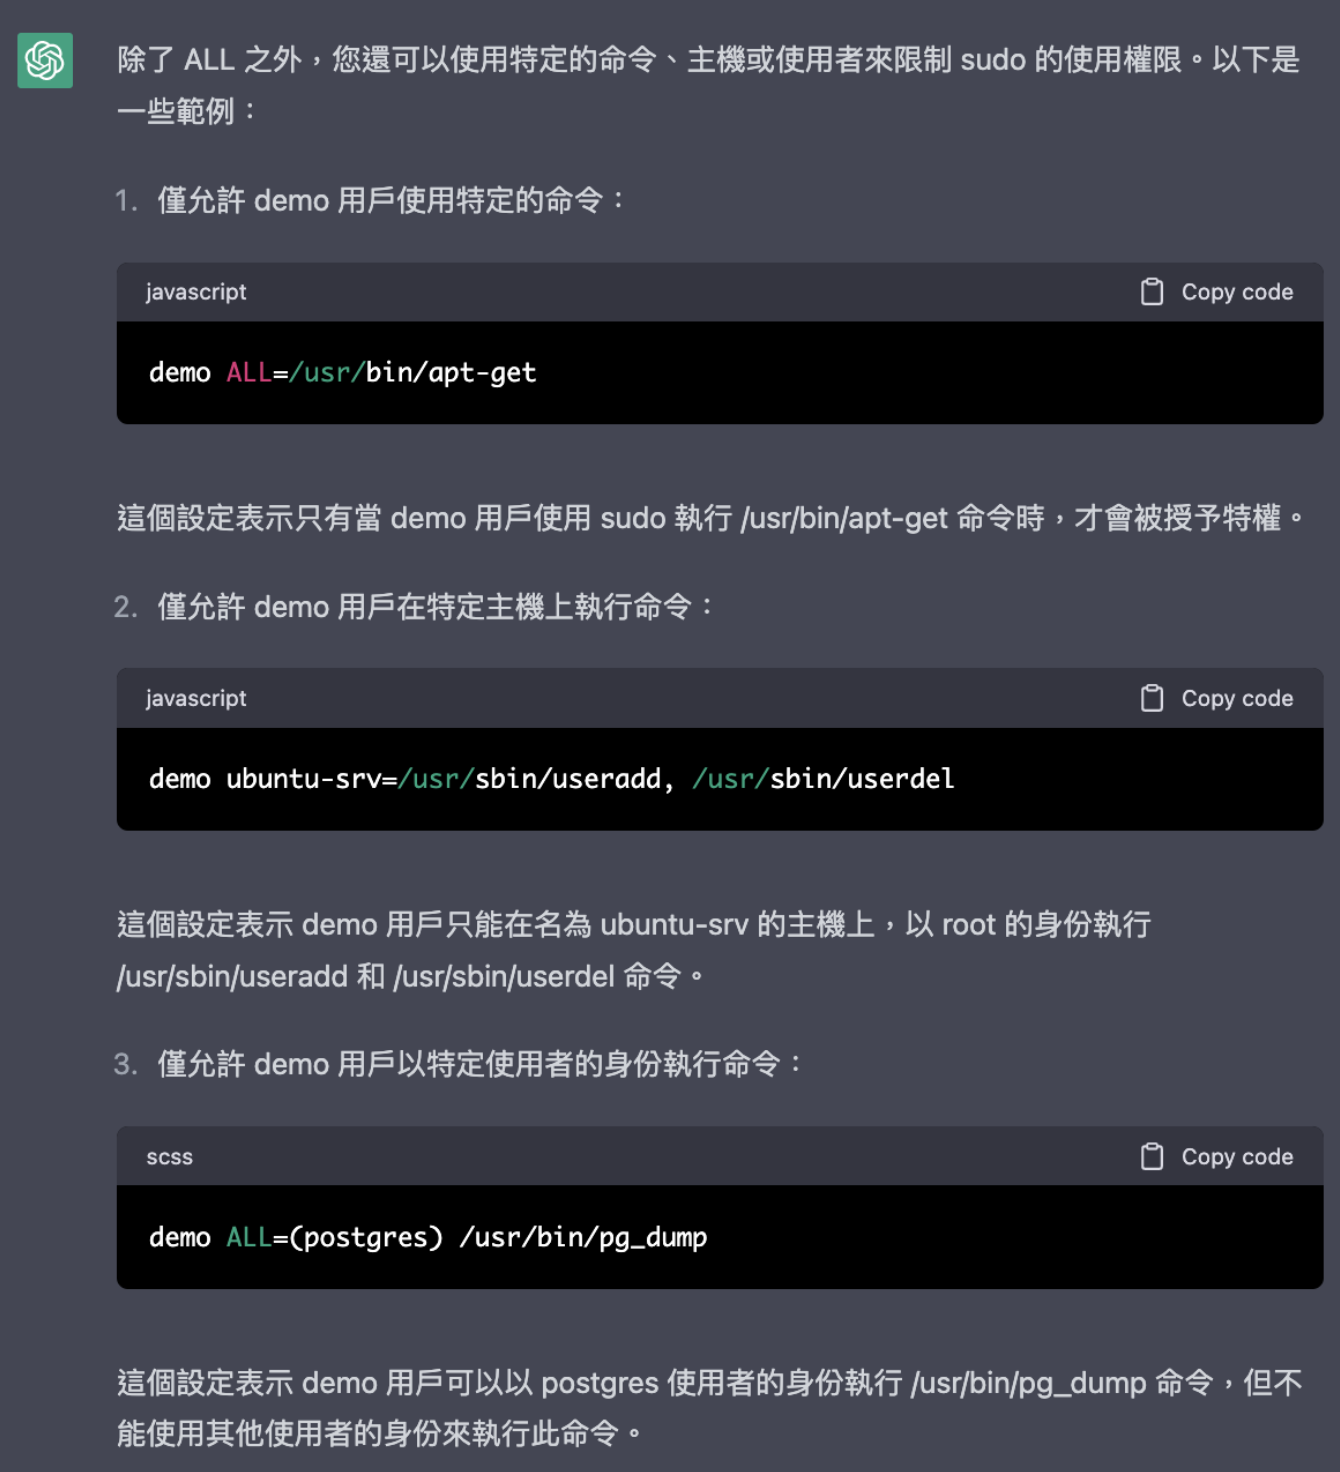 除了 ALL 之外，您還可以使用特定的命令、主機或使用者來限制 sudo 的使用權限。以下是
一些範例：
1. 僅允許 demo 用戶使用特定的命令：
javascript
Copy code
demo ALL=/usr/bin/apt-get
這個設定表示只有當 demo 用戶使用 sudo 執行 /usr/bin/apt-get 命令時，才會被授予特權。
2. 僅允許 demo 用戶在特定主機上執行命令：
javascript
Copy code
demo ubuntu-srv=/usr/sbin/useradd, /usr/sbin/userdel
這個設定表示 demo 用戶只能在名為 ubuntu-srv 的主機上，以 root 的身份執行
/usr/sbin/useradd 和 /usr/sbin/userdel 命令。
3. 僅允許 demo 用戶以特定使用者的身份執行命令：
scss
Copy code
demo ALL=(postgres) /usr/bin/pg_dump
這個設定表示 demo 用戶可以以 postgres 使用者的身份執行 /usr/bin/pg_dump 命令，但不
能使用其他使用者的身份來執行此命令。